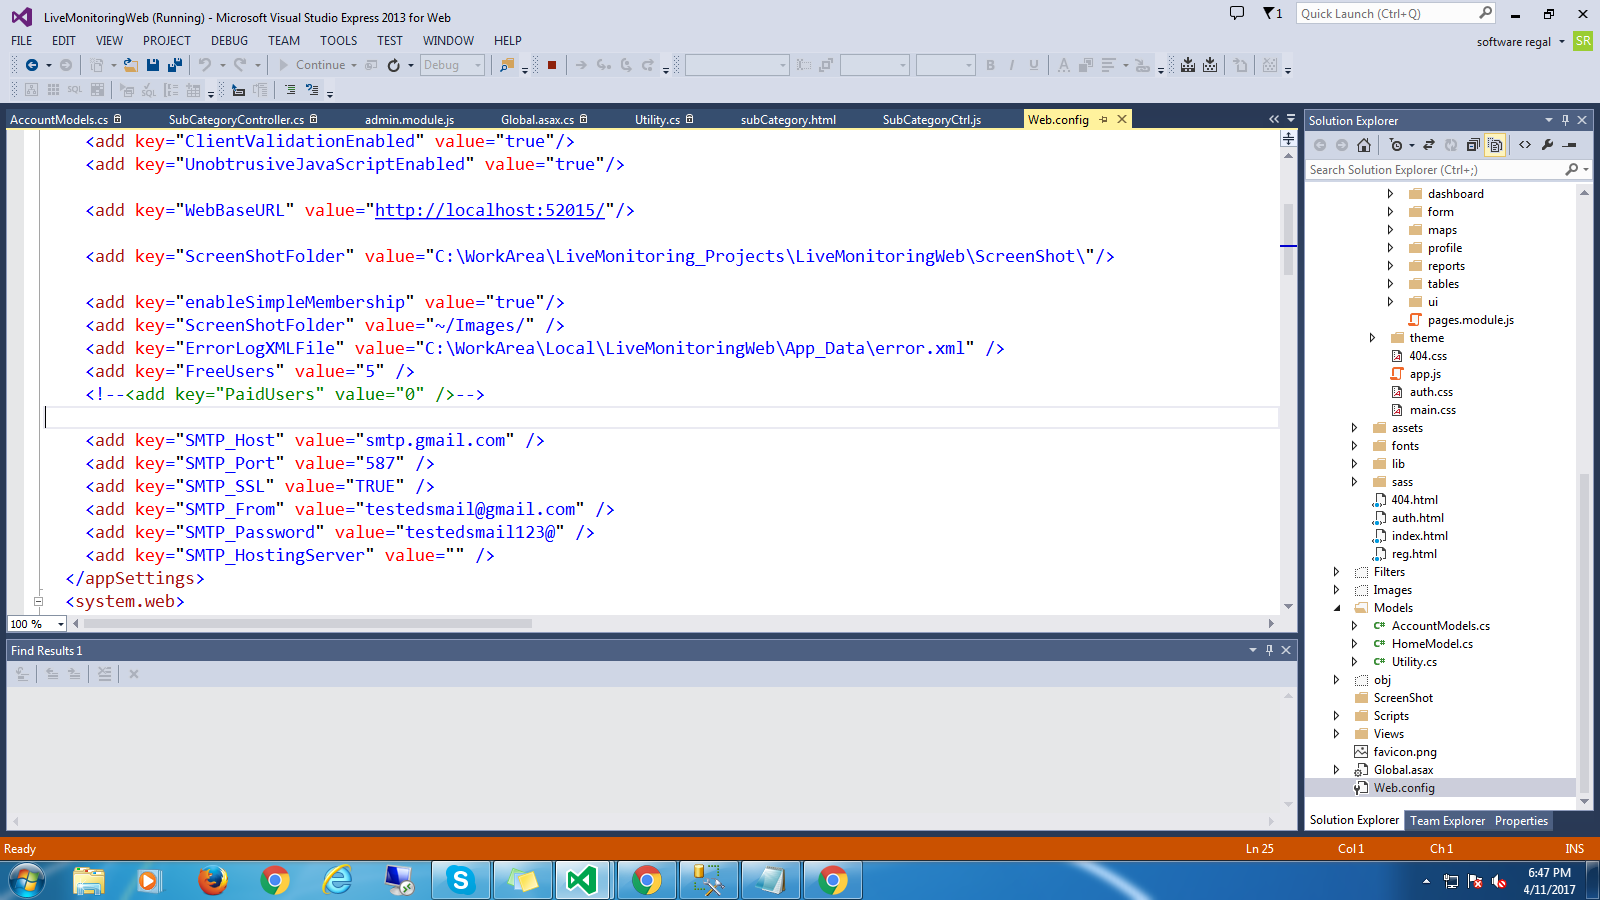 LiveMonitoringWeb (Running) - Microsoft Visual Studio Express 2013 for Web
1
Quick Launch (Ctrl+Q)
FILE EDIT VIEW PROJECT DEBUG TEAM TOOLS TEST WINDOW HELP
software regal
SR
Continue
Debug
B I U
SQL SQL
AccountModels.cs SubCategoryController.cs admin.module.js Global.asax.cs Utility.cs subCategory.html SubCategoryCtrl.js Web.config
<add key="ClientValidationEnabled" value="true"/>
<add key="UnobtrusiveJavaScriptEnabled" value="true"/>
<add key="WebBaseURL" value="http://localhost:52015/"/>
<add key="ScreenShotFolder" value="C:\WorkArea\LiveMonitoring_Projects\LiveMonitoringWeb\ScreenShot\"/>
<add key="enableSimpleMembership" value="true"/>
<add key="ScreenShotFolder" value="~/Images/" />
<add key="ErrorLogXMLFile" value="C:\WorkArea\Local\LiveMonitoringWeb\App_Data\error.xml" />
<add key="FreeUsers" value="5" />
<!--<add key="PaidUsers" value="0" />-->
<add key="SMTP_Host" value="smtp.gmail.com" />
<add key="SMTP_Port" value="587" />
<add key="SMTP_SSL" value="TRUE" />
<add key="SMTP_From" value="testedsmail@gmail.com" />
<add key="SMTP_Password" value="testedsmail123@" />
<add key="SMTP_HostingServer" value="" />
</appSettings>
<system.web>
100 %
Find Results 1
Solution Explorer
Search Solution Explorer (Ctrl+;)
dashboard
form
maps
profile
reports
tables
ui
pages.module.js
theme
404.css
app.js
auth.css
main.css
assets
fonts
lib
sass
404.html
auth.html
index.html
reg.html
Filters
Images
Models
C# AccountModels.cs
C# HomeModel.cs
C# Utility.cs
obj
ScreenShot
Scripts
Views
favicon.png
Global.asax
Web.config
Solution Explorer Team Explorer Properties
Ready
Ln 25 Col 1 Ch 1 INS
6:47 PM
4/11/2017